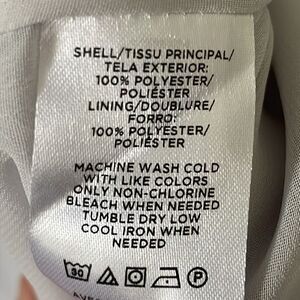 SHELL/TISSU PRINCIPAL/
TELA EXTERIOR:
100% POLYESTER/
POLIÉSTER
LINING/DOUBLURE/
FORRO:
100% POLYESTER/
POLIÉSTER
MACHINE WASH COLD
WITH LIKE COLORS
ONLY NON-CHLORINE
BLEACH WHEN NEEDED
TUMBLE DRY LOW
COOL IRON WHEN
NEEDED
30 P